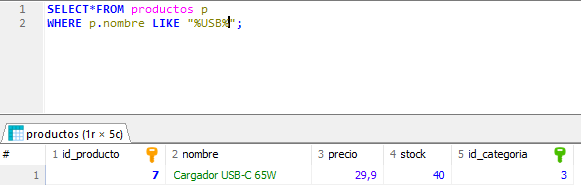 1 SELECT*FROM productos p
2 WHERE p.nombre LIKE "%USB%";
productos (1r × 5c)
# 1 id_producto 2 nombre 3 precio 4 stock 5 id_categoria
1 7 Cargador USB-C 65W 29,9 40 3